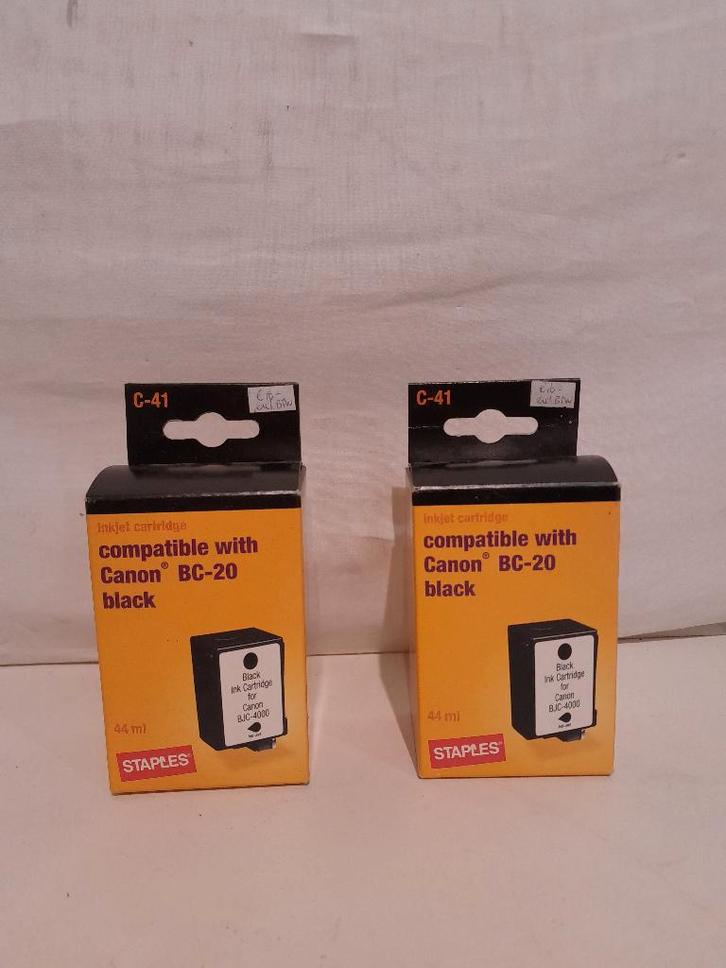 C-41
inkjet cartridge
compatible with
Canon® BC-20
black
Black
Ink Cartridge
for
Canon
BJC-4000
44 ml
STAPLES
C-41
inkjet cartridge
compatible with
Canon® BC-20
black
Black
Ink Cartridge
for
Canon
BJC-4000
44 ml
STAPLES